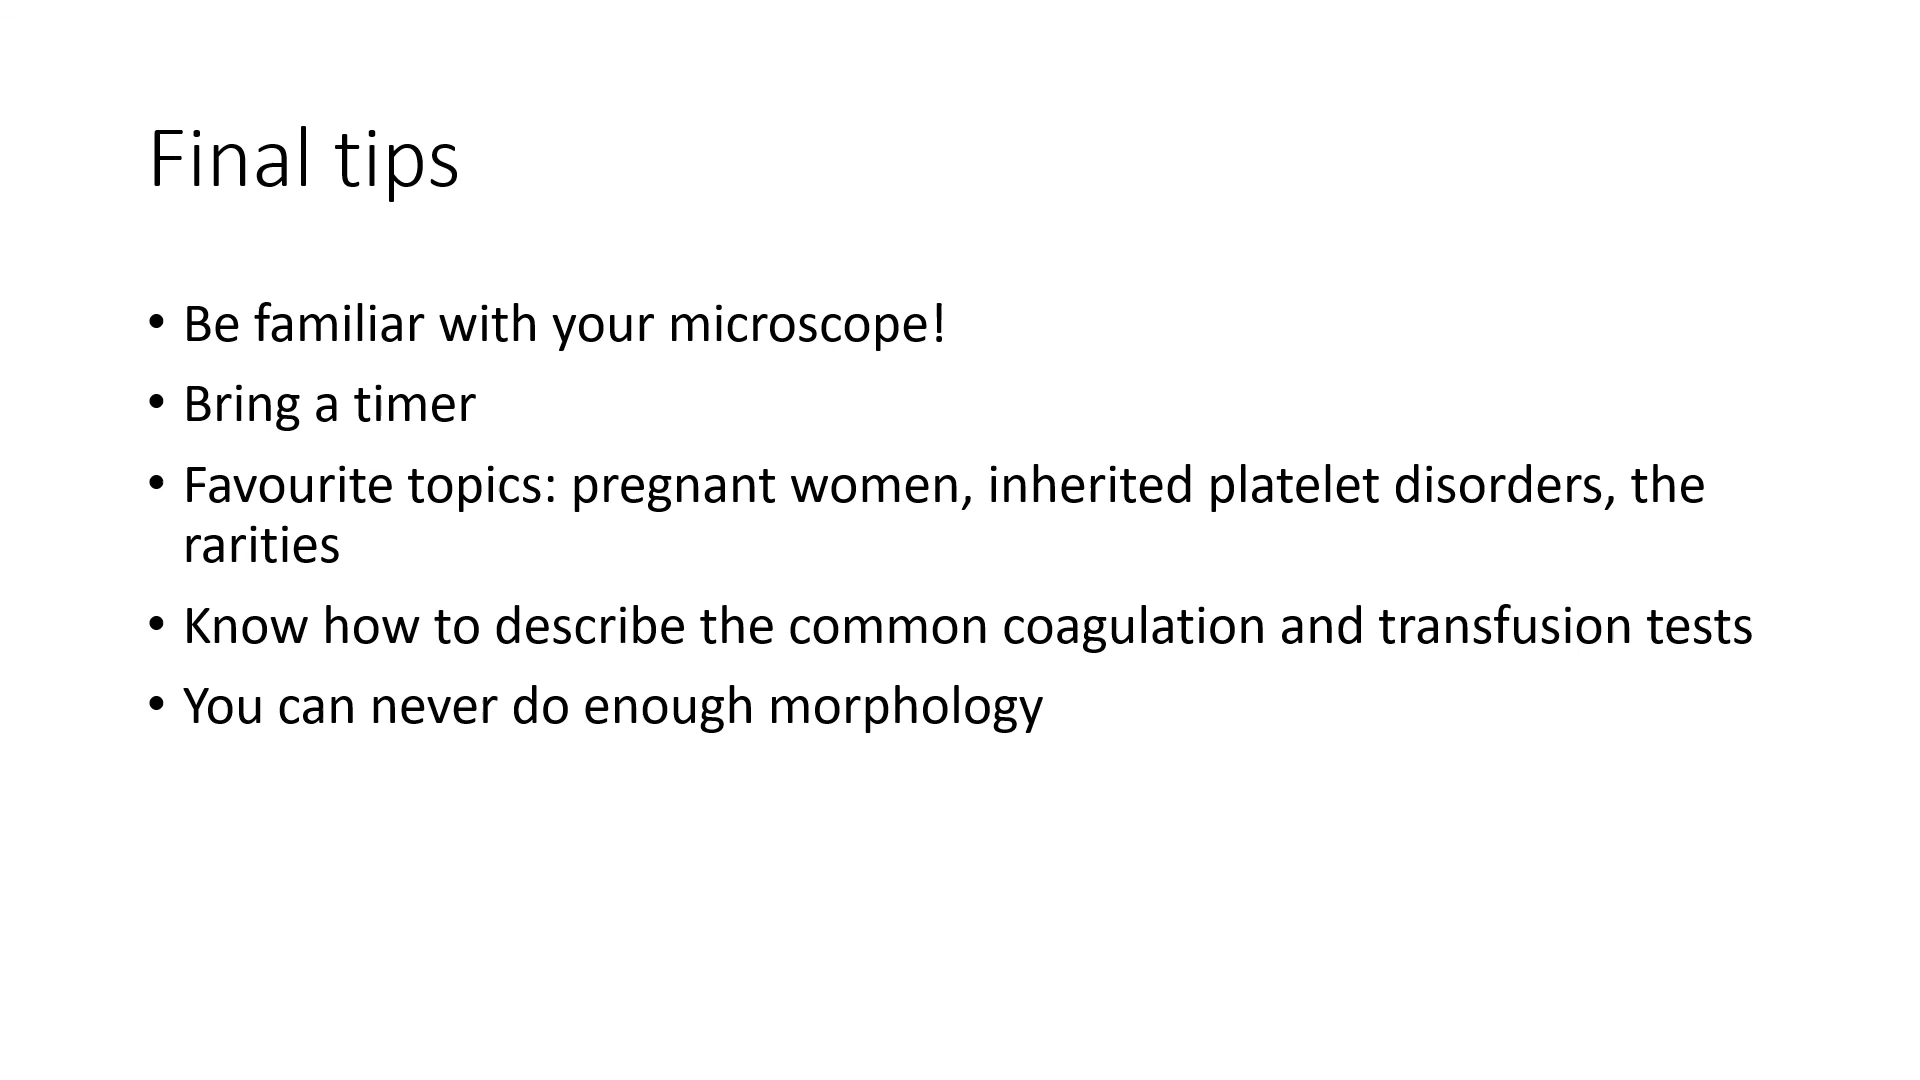 Final tips
• Be familiar with your microscope!
• Bring a timer
• Favourite topics: pregnant women, inherited platelet disorders, the
rarities
• Know how to describe the common coagulation and transfusion tests
• You can never do enough morphology